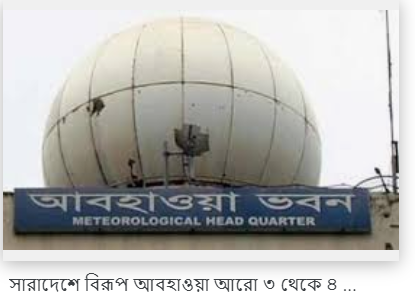 আবহাওয়া ভবন
METEOROLOGICAL HEAD QUARTER
সারাদেশে বিরূপ আবহাওয়া আরো ৩ থেকে ৪ ...